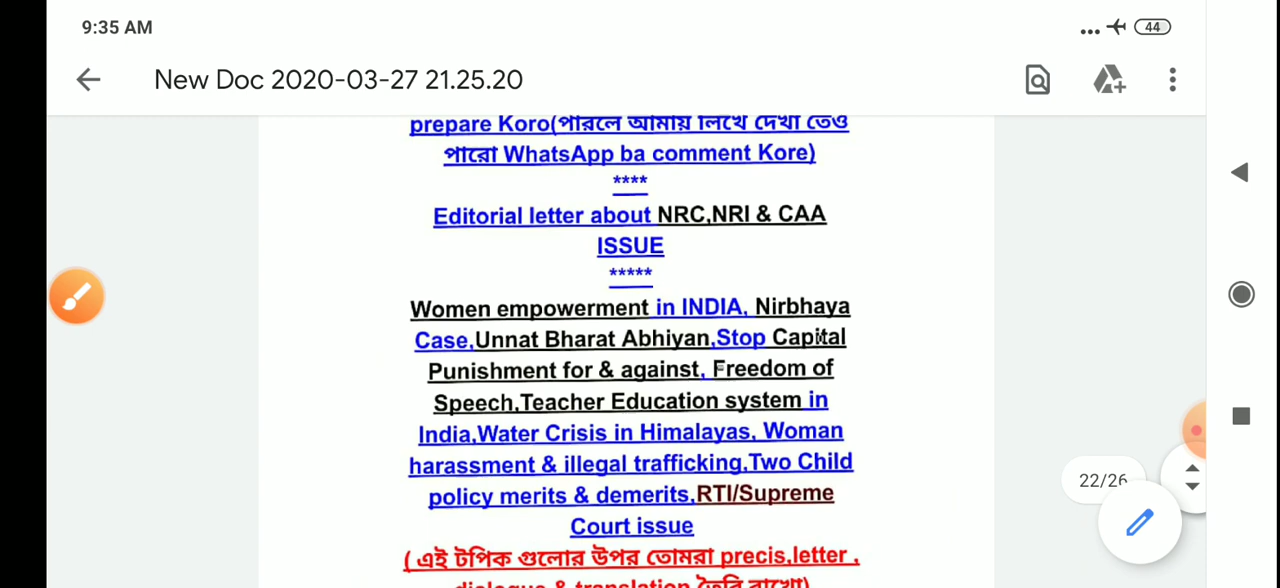 9:35 AM
44
New Doc 2020-03-27 21.25.20
prepare Koro(পারলে আমায় লিখে দেখা তেও
পারো WhatsApp ba comment Kore)
****
Editorial letter about NRC,NRI & CAA
ISSUE
*****
Women empowerment in INDIA, Nirbhaya
Case,Unnat Bharat Abhiyan,Stop Capital
Punishment for & against, Freedom of
Speech,Teacher Education system in
India,Water Crisis in Himalayas, Woman
harassment & illegal trafficking,Two Child
policy merits & demerits,RTI/Supreme
Court issue
22/26
( এই টপিক গুলোর উপর তোমরা precis,letter ,
dialogue & translation তৈরি রাখো)